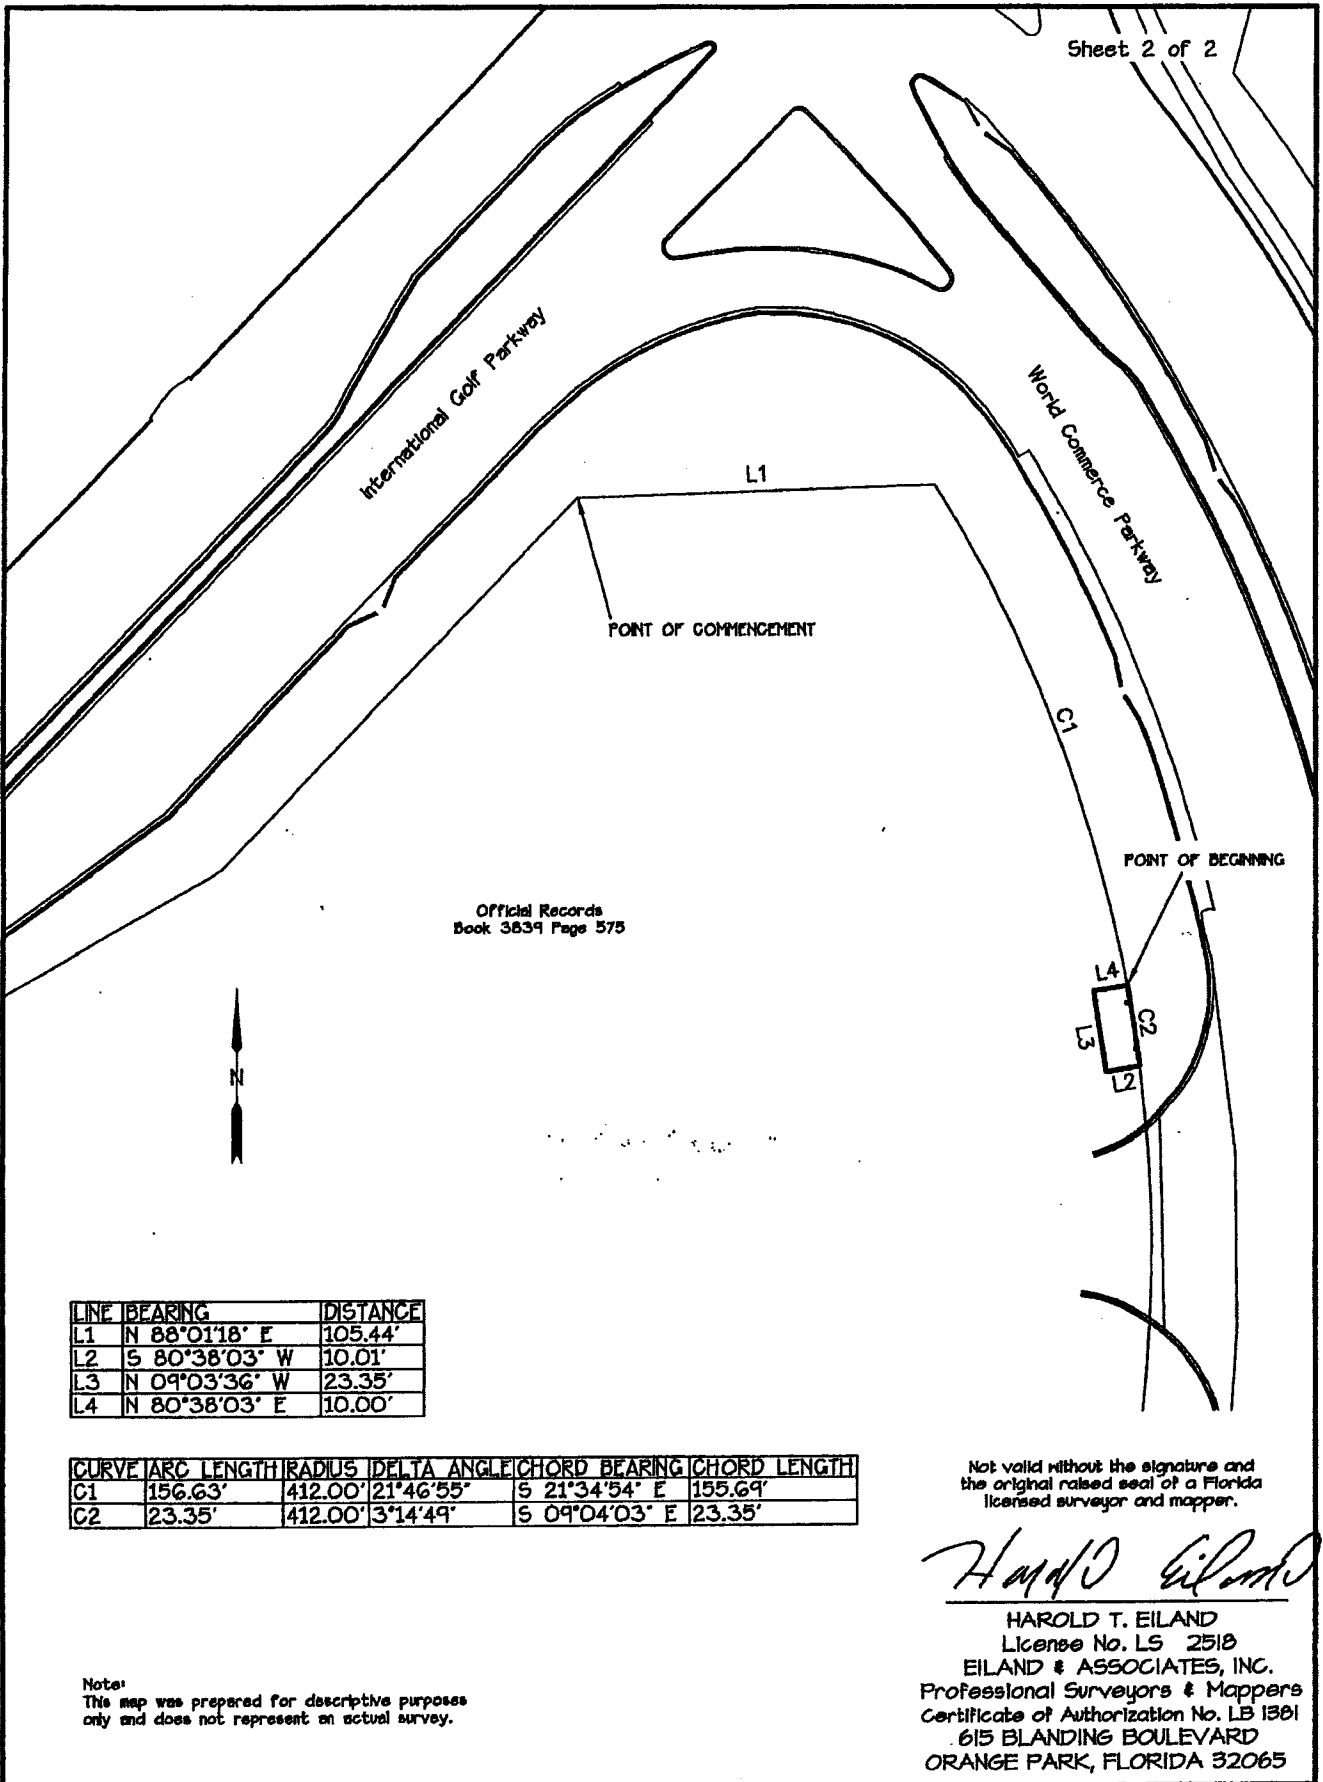 Sheet 2 of 2
International Golf Parkway
World Commerce Parkway
L1
POINT OF COMMENCEMENT
C1
POINT OF BEGINNING
Official Records
Book 3839 Page 575
L4
C2
L3
L2
N
LINE BEARING DISTANCE
L1 N 88°01'18" E 105.44'
L2 S 80°38'03" W 10.01'
L3 N 09°03'36" W 23.35'
L4 N 80°38'03" E 10.00'
CURVE ARC LENGTH RADIUS DELTA ANGLE CHORD BEARING CHORD LENGTH
C1 156.63' 412.00' 21°46'55" S 21°34'54" E 155.69'
C2 23.35' 412.00' 3°14'49" S 09°04'03" E 23.35'
Not valid without the signature and
the original raised seal of a Florida
licensed surveyor and mapper.
Harold Eiland
HAROLD T. EILAND
License No. LS 2518
EILAND & ASSOCIATES, INC.
Professional Surveyors & Mappers
Certificate of Authorization No. LB 1381
615 BLANDING BOULEVARD
ORANGE PARK, FLORIDA 32065
Note:
This map was prepared for descriptive purposes
only and does not represent an actual survey.